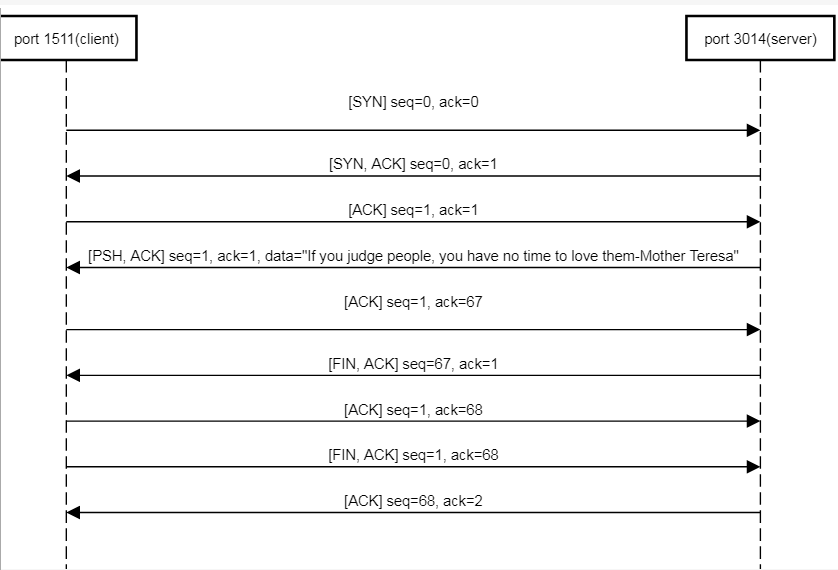 port 1511(client)
port 3014(server)
[SYN] seq=0, ack=0
[SYN, ACK] seq=0, ack=1
[ACK] seq=1, ack=1
[PSH, ACK] seq=1, ack=1, data="If you judge people, you have no time to love them-Mother Teresa"
[ACK] seq=1, ack=67
[FIN, ACK] seq=67, ack=1
[ACK] seq=1, ack=68
[FIN, ACK] seq=1, ack=68
[ACK] seq=68, ack=2